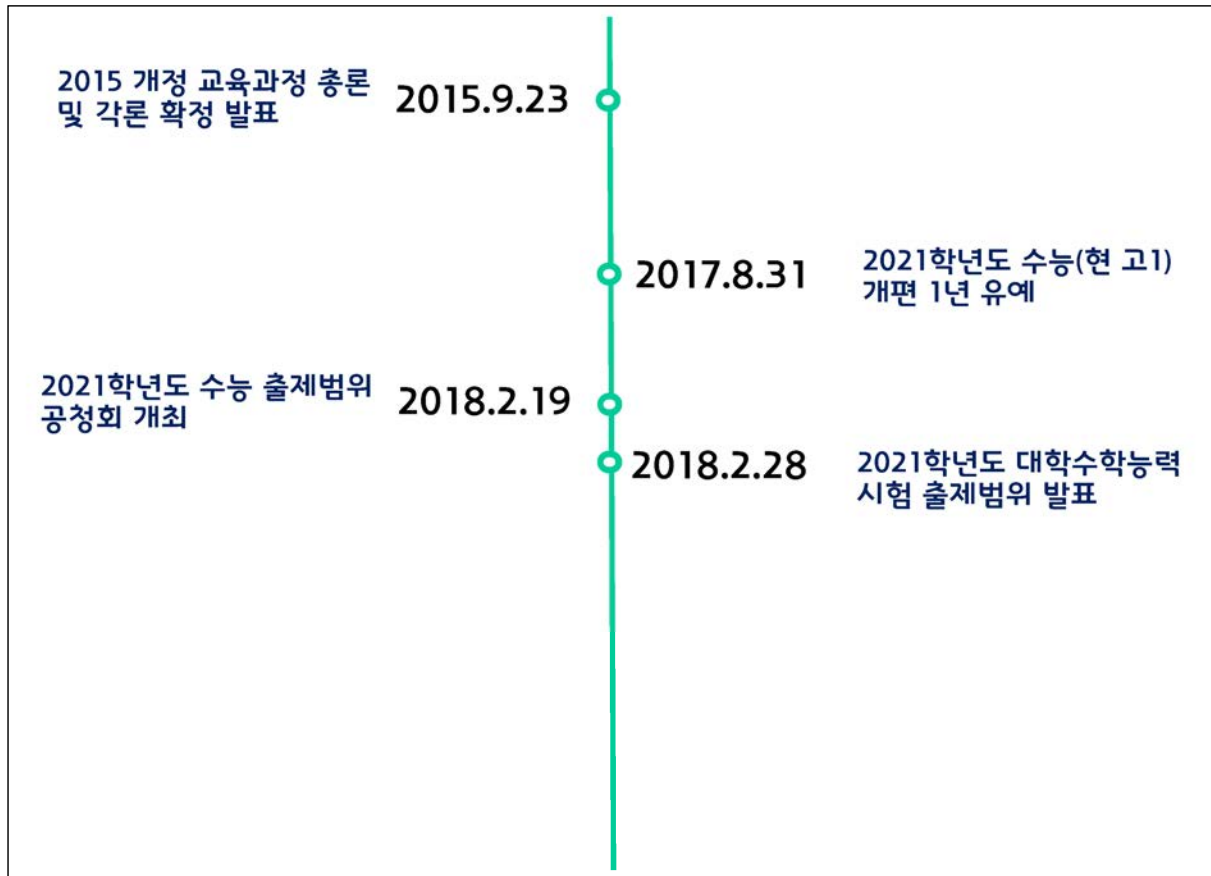 2015 개정 교육과정 총론
및 각론 확정 발표
2015.9.23
2017.8.31
2021학년도 수능(현 고1)
개편 1년 유예
2021학년도 수능 출제범위
공청회 개최
2018.2.19
2018.2.28
2021학년도 대학수학능력
시험 출제범위 발표